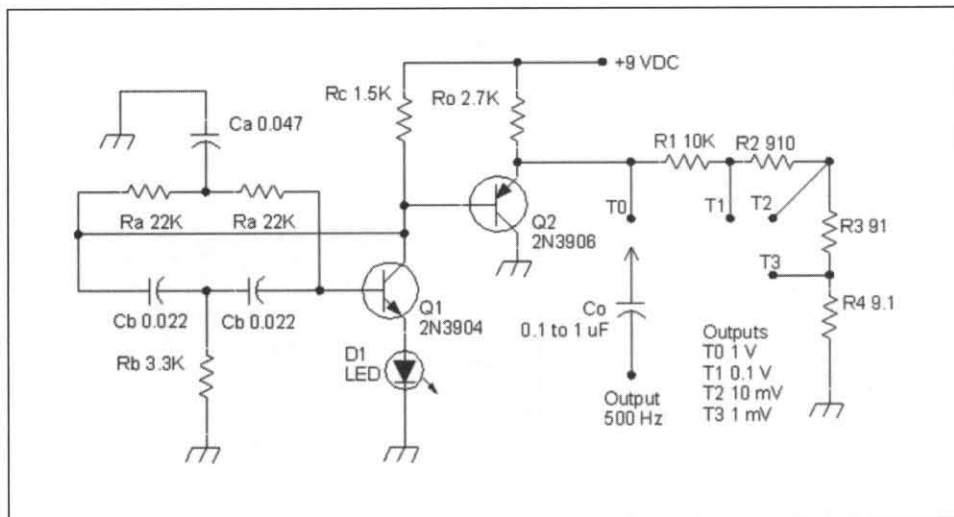 +9 VDC
Rc 1.5K
Ro 2.7K
Ca 0.047
R1 10K
R2 910
Ra 22K
Ra 22K
T0
T1
T2
Q2
2N3906
R3 91
T3
Cb 0.022
Cb 0.022
Q1
2N3904
Co
0.1 to 1 uF
R4 9.1
Rb 3.3K
D1
LED
Outputs
T0 1 V
T1 0.1 V
T2 10 mV
T3 1 mV
Output
500 Hz